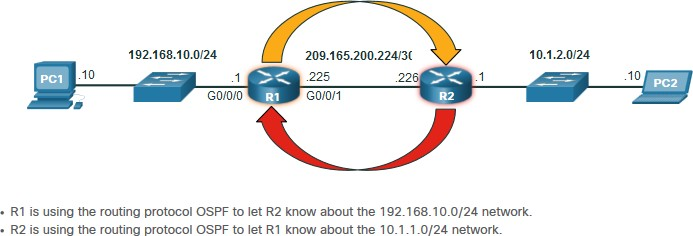 192.168.10.0/24 209.165.200.224/30 10.1.2.0/24
PC1 .10 .1 .225 .226 .1 .10 PC2
G0/0/0 R1 G0/0/1 R2
• R1 is using the routing protocol OSPF to let R2 know about the 192.168.10.0/24 network.
• R2 is using the routing protocol OSPF to let R1 know about the 10.1.1.0/24 network.